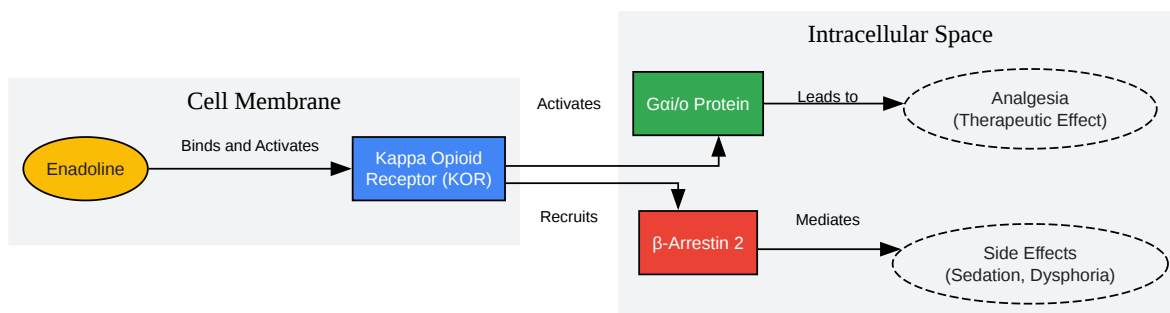 Intracellular Space
Cell Membrane
Activates
Gαi/o Protein
Leads to
Analgesia
(Therapeutic Effect)
Binds and Activates
Enadoline
Kappa Opioid
Receptor (KOR)
Recruits
β-Arrestin 2
Mediates
Side Effects
(Sedation, Dysphoria)